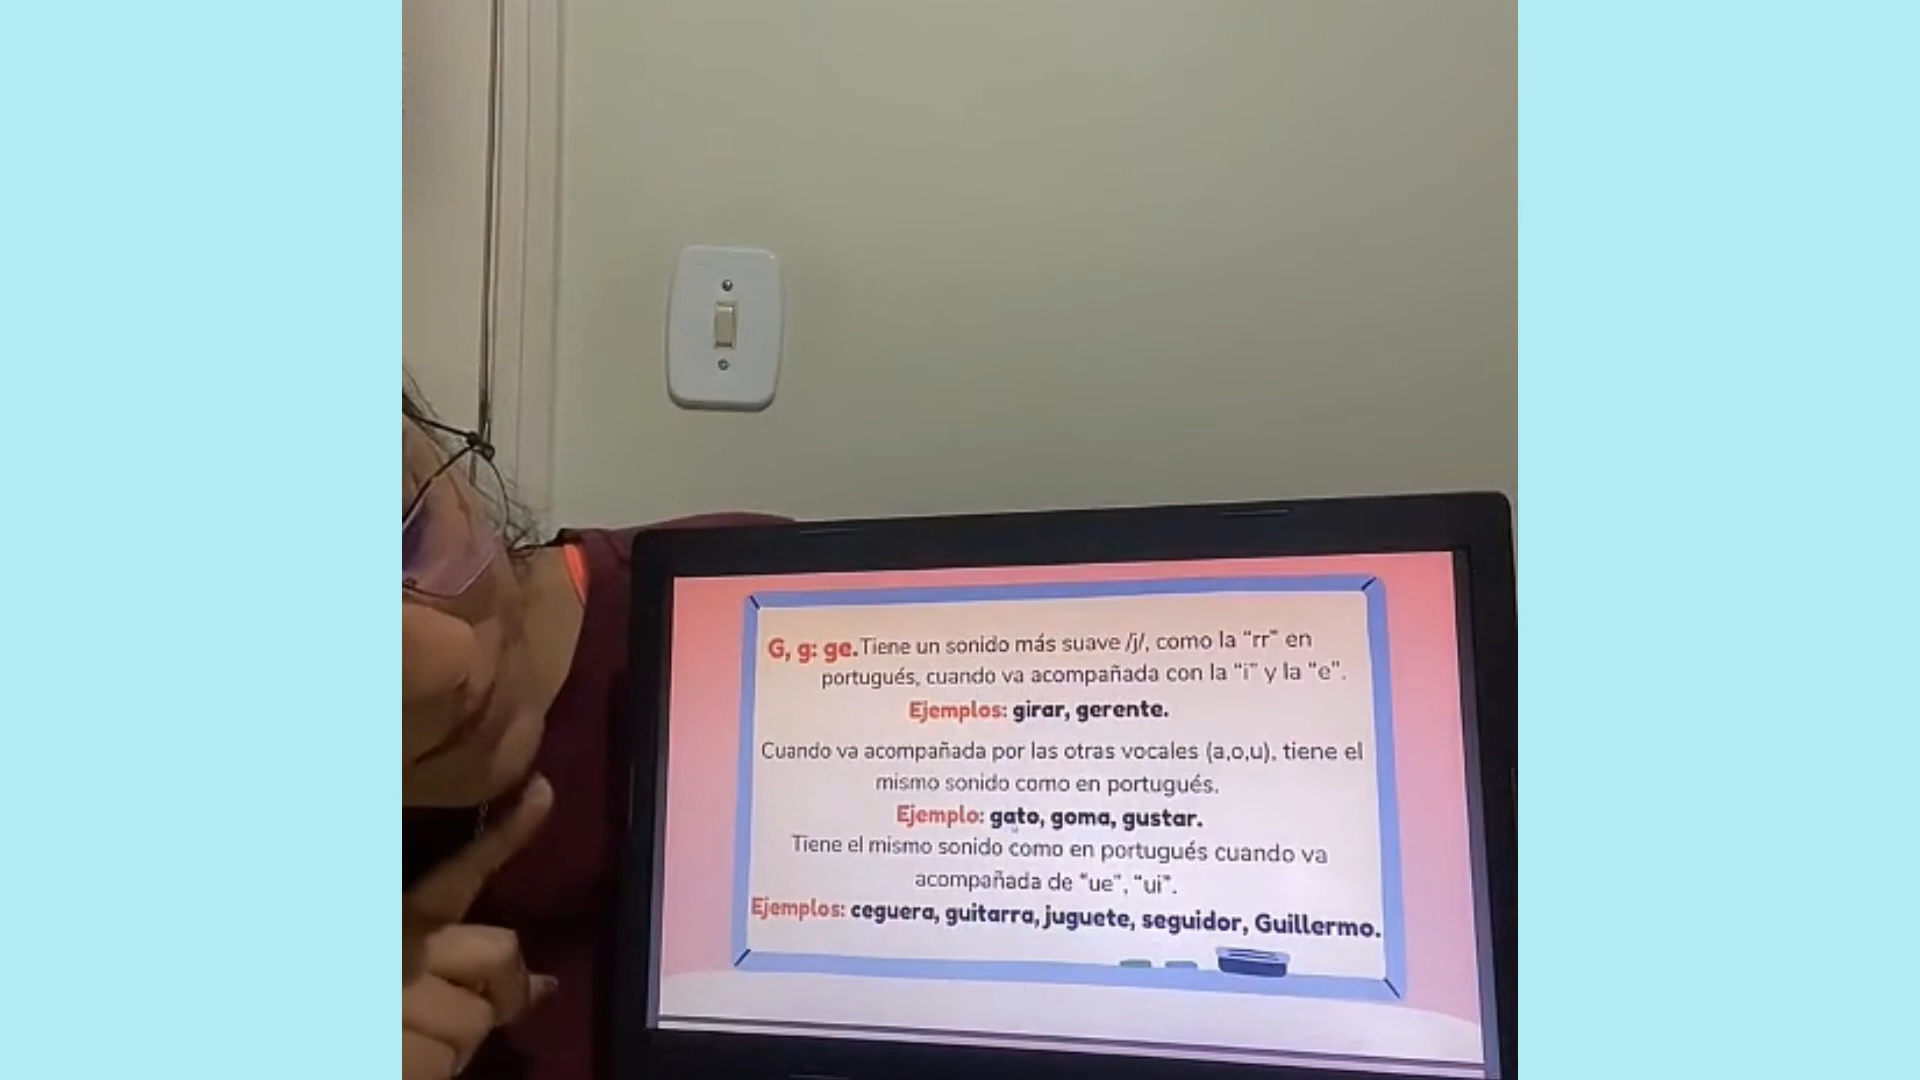 G, g: ge. Tiene un sonido más suave /j/, como la "rr" en
portugués, cuando va acompañada con la "i" y la "e".
Ejemplos: girar, gerente.
Cuando va acompañada por las otras vocales (a,o,u), tiene el
mismo sonido como en portugués.
Ejemplo: gato, goma, gustar.
Tiene el mismo sonido como en portugués cuando va
acompañada de "ue", "ui".
Ejemplos: ceguera, guitarra, juguete, seguidor, Guillermo.